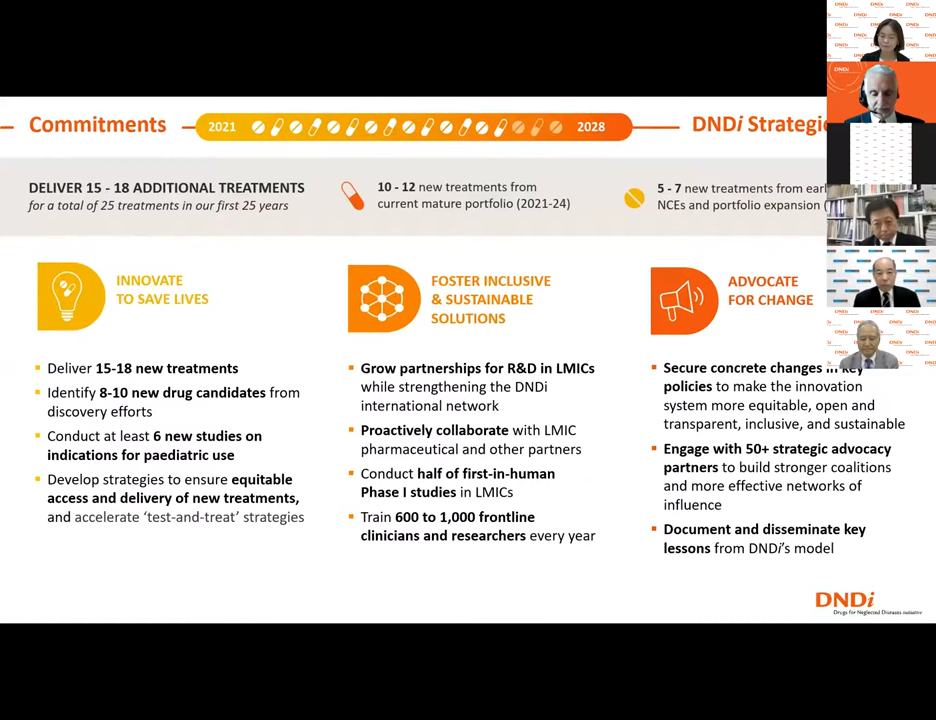 Commitments
2021
2028
DNDi Strategic
DELIVER 15 - 18 ADDITIONAL TREATMENTS
for a total of 25 treatments in our first 25 years
10 - 12 new treatments from
current mature portfolio (2021-24)
5 - 7 new treatments from
NCEs and portfolio expansion (
INNOVATE
TO SAVE LIVES
Deliver 15-18 new treatments
Identify 8-10 new drug candidates from
discovery efforts
Conduct at least 6 new studies on
indications for paediatric use
Develop strategies to ensure equitable
access and delivery of new treatments,
and accelerate ‘test-and-treat’ strategies
FOSTER INCLUSIVE
& SUSTAINABLE
SOLUTIONS
Grow partnerships for R&D in LMICs
while strengthening the DNDi
international network
Proactively collaborate with LMIC
pharmaceutical and other partners
Conduct half of first-in-human
Phase I studies in LMICs
Train 600 to 1,000 frontline
clinicians and researchers every year
ADVOCATE
FOR CHANGE
Secure concrete changes in key
policies to make the innovation
system more equitable, open and
transparent, inclusive, and sustainable
Engage with 50+ strategic advocacy
partners to build stronger coalitions
and more effective networks of
influence
Document and disseminate key
lessons from DNDi’s model
DNDi
Drugs for Neglected Diseases initiative